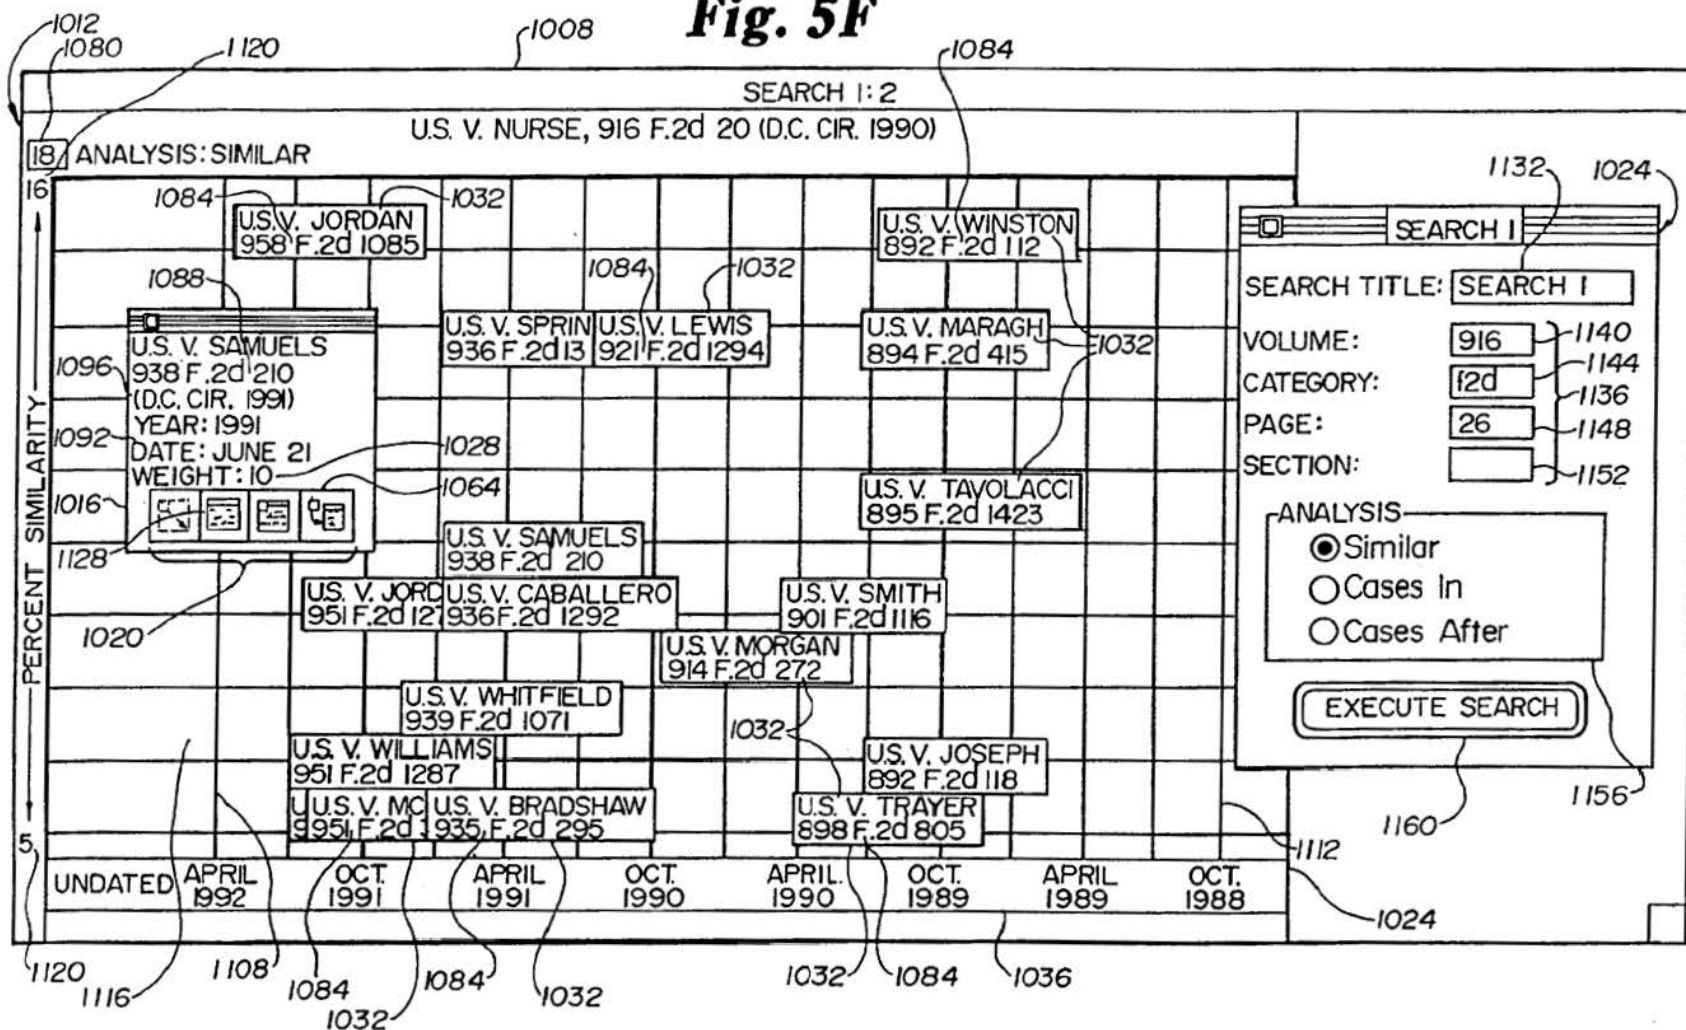 Fig. 5F
1012
1080
1120
1008
1084
SEARCH 1:2
U.S. V. NURSE, 916 F.2d 20 (D.C. CIR. 1990)
18 ANALYSIS: SIMILAR
16
5
PERCENT SIMILARITY
1084
1032
U.S. V. JORDAN
958 F.2d 1085
U.S. V. WINSTON
892 F.2d 112
1088
1084
1032
U.S. V. SPRIN
936 F.2d 13
U.S. V. LEWIS
921 F.2d 1294
U.S. V. MARAGH
894 F.2d 415
1032
U.S. V. SAMUELS
938 F.2d 210
(D.C. CIR. 1991)
YEAR: 1991
DATE: JUNE 21
WEIGHT: 10
1096
1092
1028
1064
1016
1128
1020
U.S. V. TAVOLACCI
895 F.2d 1423
U.S. V. SAMUELS
938 F.2d 210
U.S. V. JORD
951 F.2d 127
U.S. V. CABALLERO
936 F.2d 1292
U.S. V. SMITH
901 F.2d 1116
U.S. V. MORGAN
914 F.2d 272
U.S. V. WHITFIELD
939 F.2d 1071
1032
U.S. V. WILLIAMS
951 F.2d 1287
U.S. V. JOSEPH
892 F.2d 118
U
9
U.S. V. MC
951 F.2d
U.S. V. BRADSHAW
935 F.2d 295
U.S. V. TRAYER
898 F.2d 805
UNDATED
APRIL 1992
OCT. 1991
APRIL 1991
OCT. 1990
APRIL. 1990
OCT. 1989
APRIL 1989
OCT. 1988
1132
1024
SEARCH 1
SEARCH TITLE: SEARCH 1
VOLUME: 916
CATEGORY: f2d
PAGE: 26
SECTION:
1140
1144
1136
1148
1152
ANALYSIS
Similar
Cases In
Cases After
EXECUTE SEARCH
1156
1160
1112
1024
1120
1116
1108
1084
1032
1084
1032
1032
1084
1036